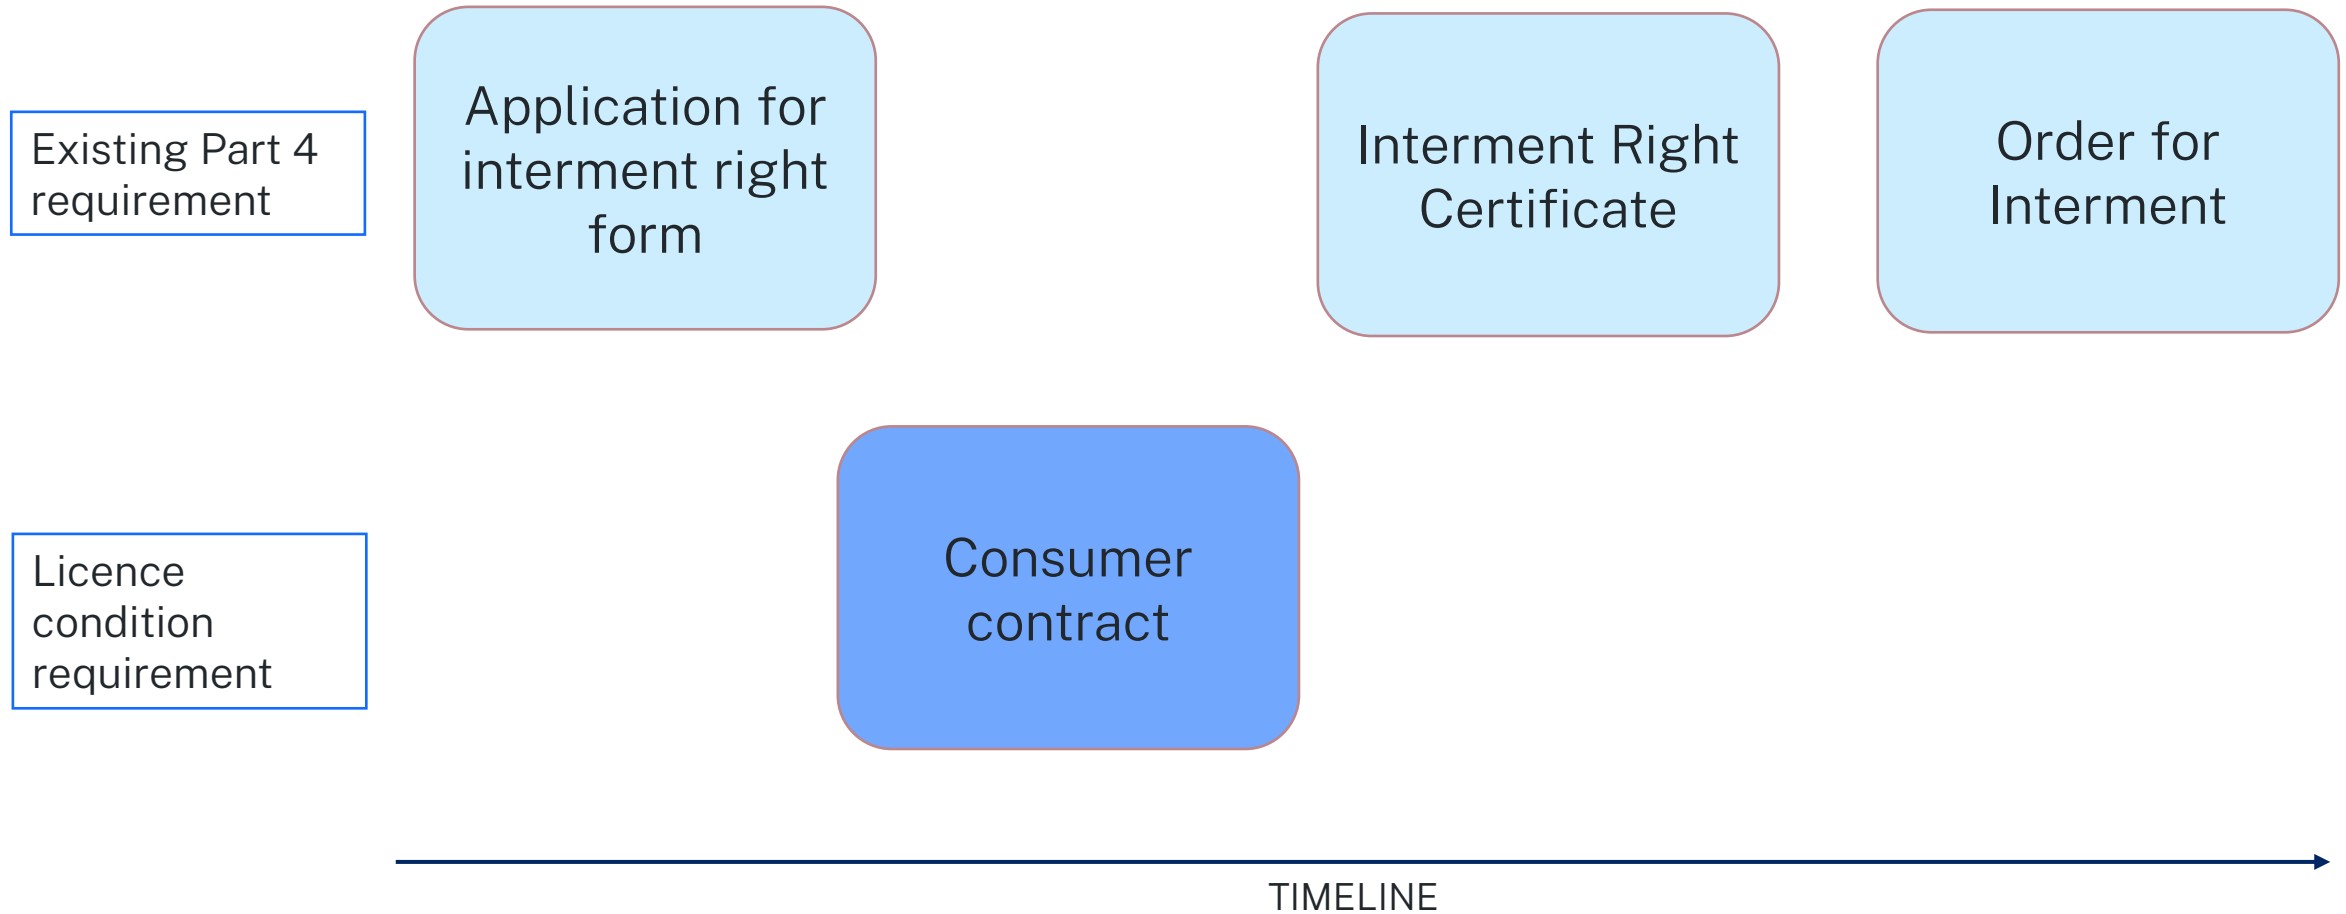 Existing Part 4
requirement
Application for
interment right
form
Interment Right
Certificate
Order for
Interment
Licence
condition
requirement
Consumer
contract
TIMELINE